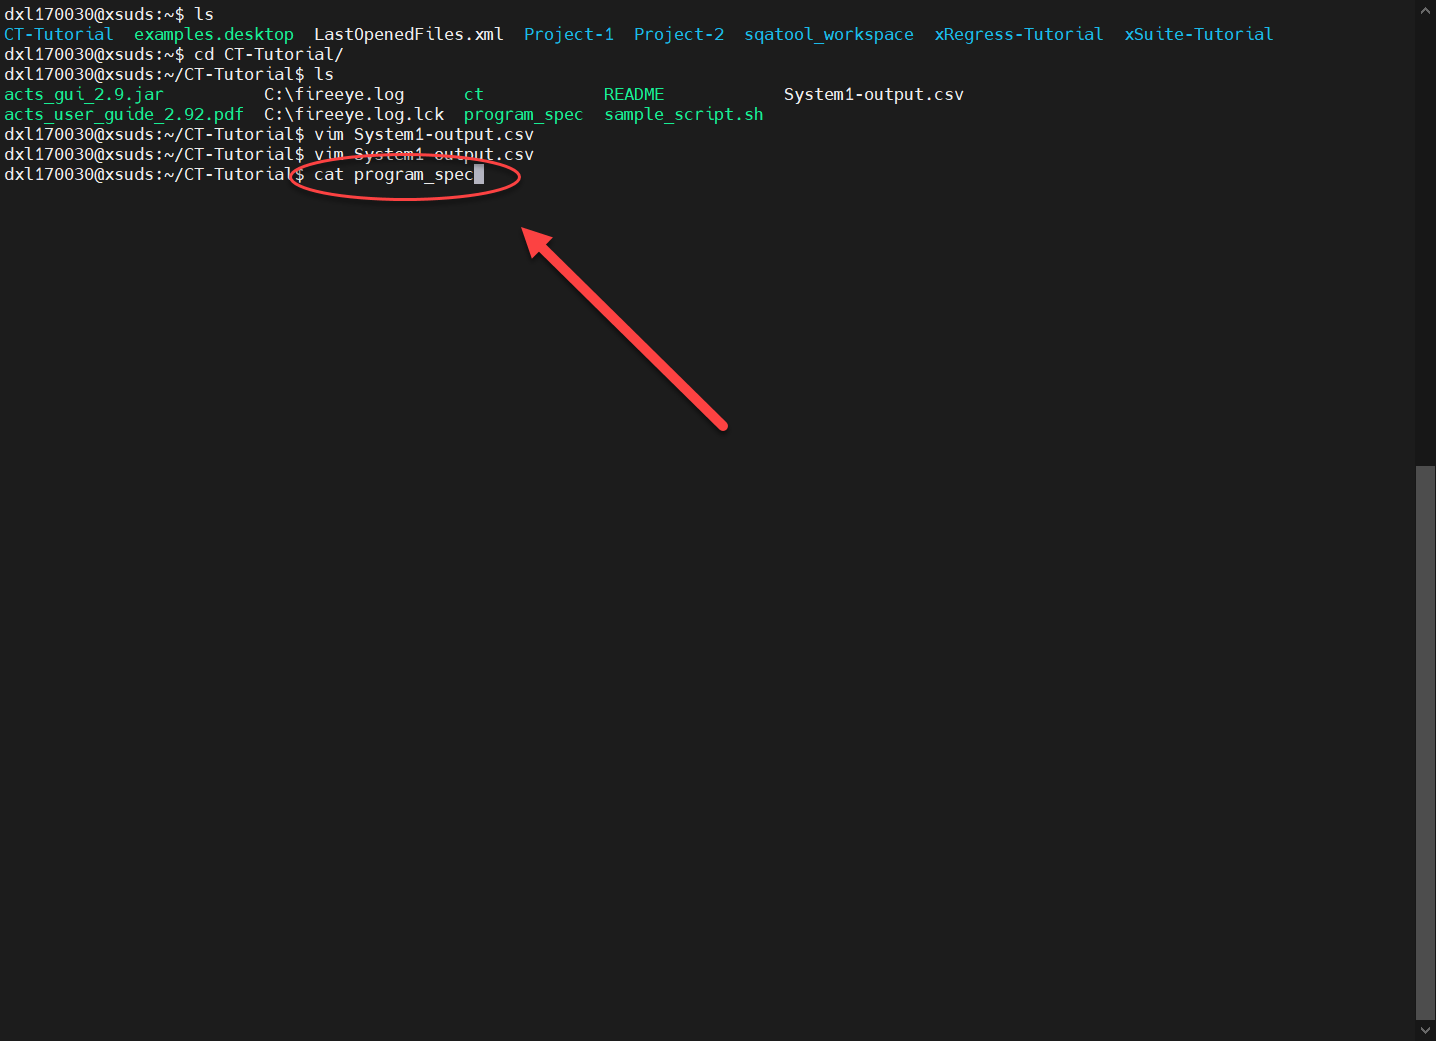 dxl170030@xsuds:~$ ls
CT-Tutorial examples.desktop LastOpenedFiles.xml Project-1 Project-2 sqatool_workspace xRegress-Tutorial xSuite-Tutorial
dxl170030@xsuds:~$ cd CT-Tutorial/
dxl170030@xsuds:~/CT-Tutorial$ ls
acts_gui_2.9.jar C:\fireeye.log ct README System1-output.csv
acts_user_guide_2.92.pdf C:\fireeye.log.lck program_spec sample_script.sh
dxl170030@xsuds:~/CT-Tutorial$ vim System1-output.csv
dxl170030@xsuds:~/CT-Tutorial$ vim System1-output.csv
dxl170030@xsuds:~/CT-Tutorial$ cat program_spec